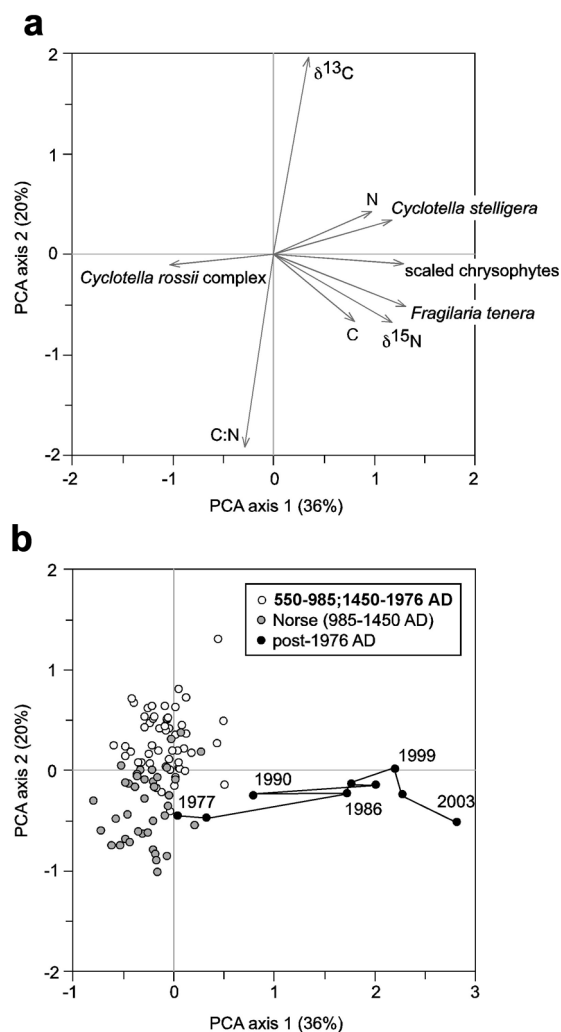 a
2
1
0
-1
-2
PCA axis 2 (20%)
δ13C
N
Cyclotella stelligera
scaled chrysophytes
Cyclotella rossii complex
Fragilaria tenera
C
δ15N
C:N
-2 -1 0 1 2
PCA axis 1 (36%)
b
2
1
0
-1
-2
PCA axis 2 (20%)
550-985;1450-1976 AD
Norse (985-1450 AD)
post-1976 AD
1999
1990
1977
1986
2003
-1 0 1 2 3
PCA axis 1 (36%)